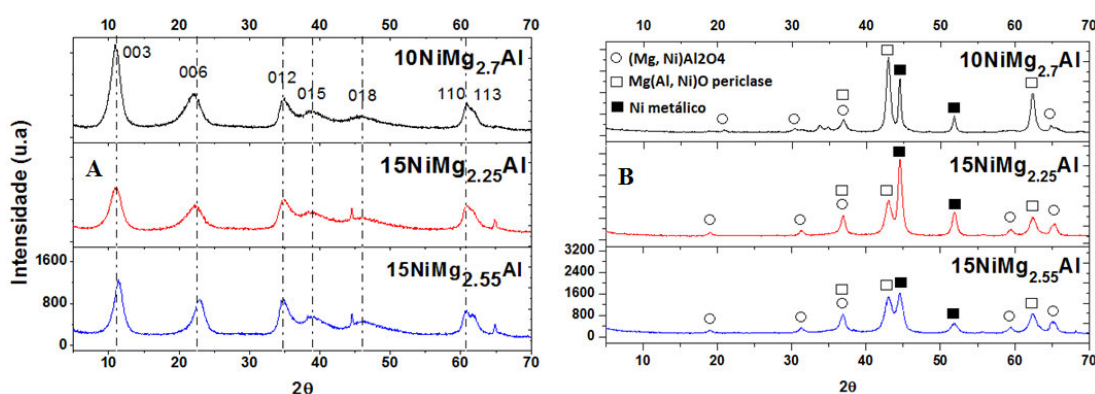 0 10 20 30 40 50 60 70
003
006
012
015
018
110 113
10NiMg2.7Al
A
15NiMg2.25Al
1600
800
0
15NiMg2.55Al
10 20 30 40 50 60 70
2θ
Intensidade (u.a)
0 10 20 30 40 50 60 70
(Mg, Ni)Al2O4
Mg(Al, Ni)O periclase
Ni metálico
10NiMg2.7Al
B
15NiMg2.25Al
3200
2400
1600
800
0
15NiMg2.55Al
10 20 30 40 50 60 70
2θ